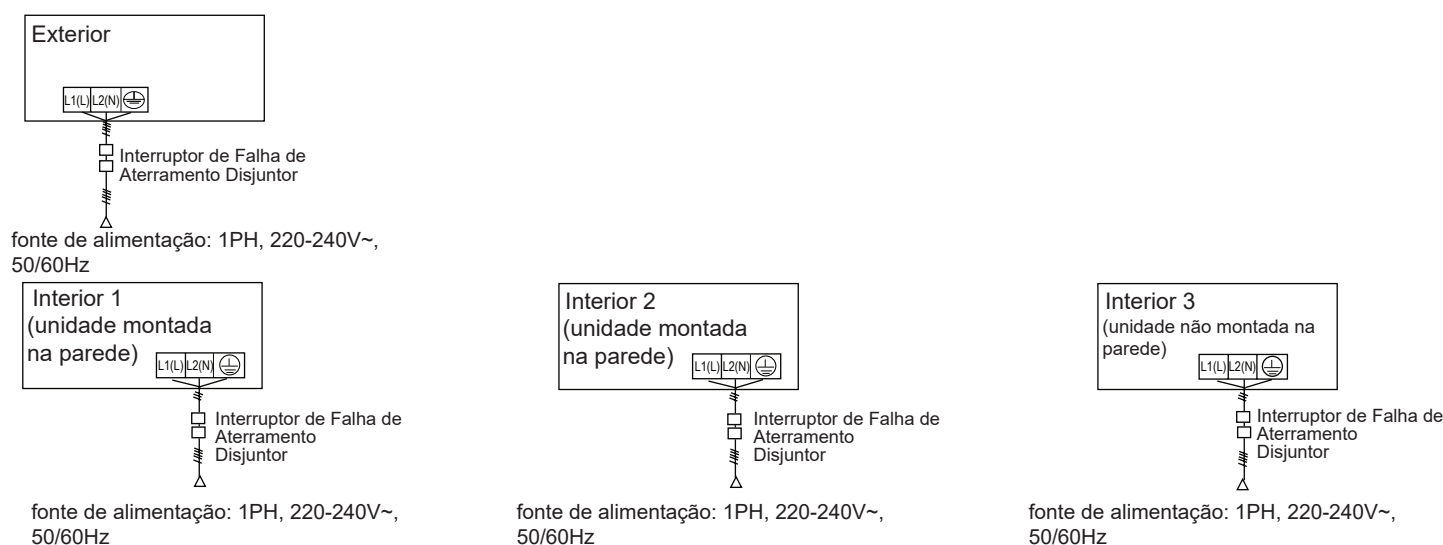 Exterior
L1(L) L2(N)
Interruptor de Falha de
Aterramento Disjuntor
fonte de alimentação: 1PH, 220-240V~,
50/60Hz
Interior 1
(unidade montada
na parede)
L1(L) L2(N)
Interruptor de Falha de
Aterramento
Disjuntor
fonte de alimentação: 1PH, 220-240V~,
50/60Hz
Interior 2
(unidade montada
na parede)
L1(L) L2(N)
Interruptor de Falha de
Aterramento
Disjuntor
fonte de alimentação: 1PH, 220-240V~,
50/60Hz
Interior 3
(unidade não montada na
parede)
L1(L) L2(N)
Interruptor de Falha de
Aterramento
Disjuntor
fonte de alimentação: 1PH, 220-240V~,
50/60Hz